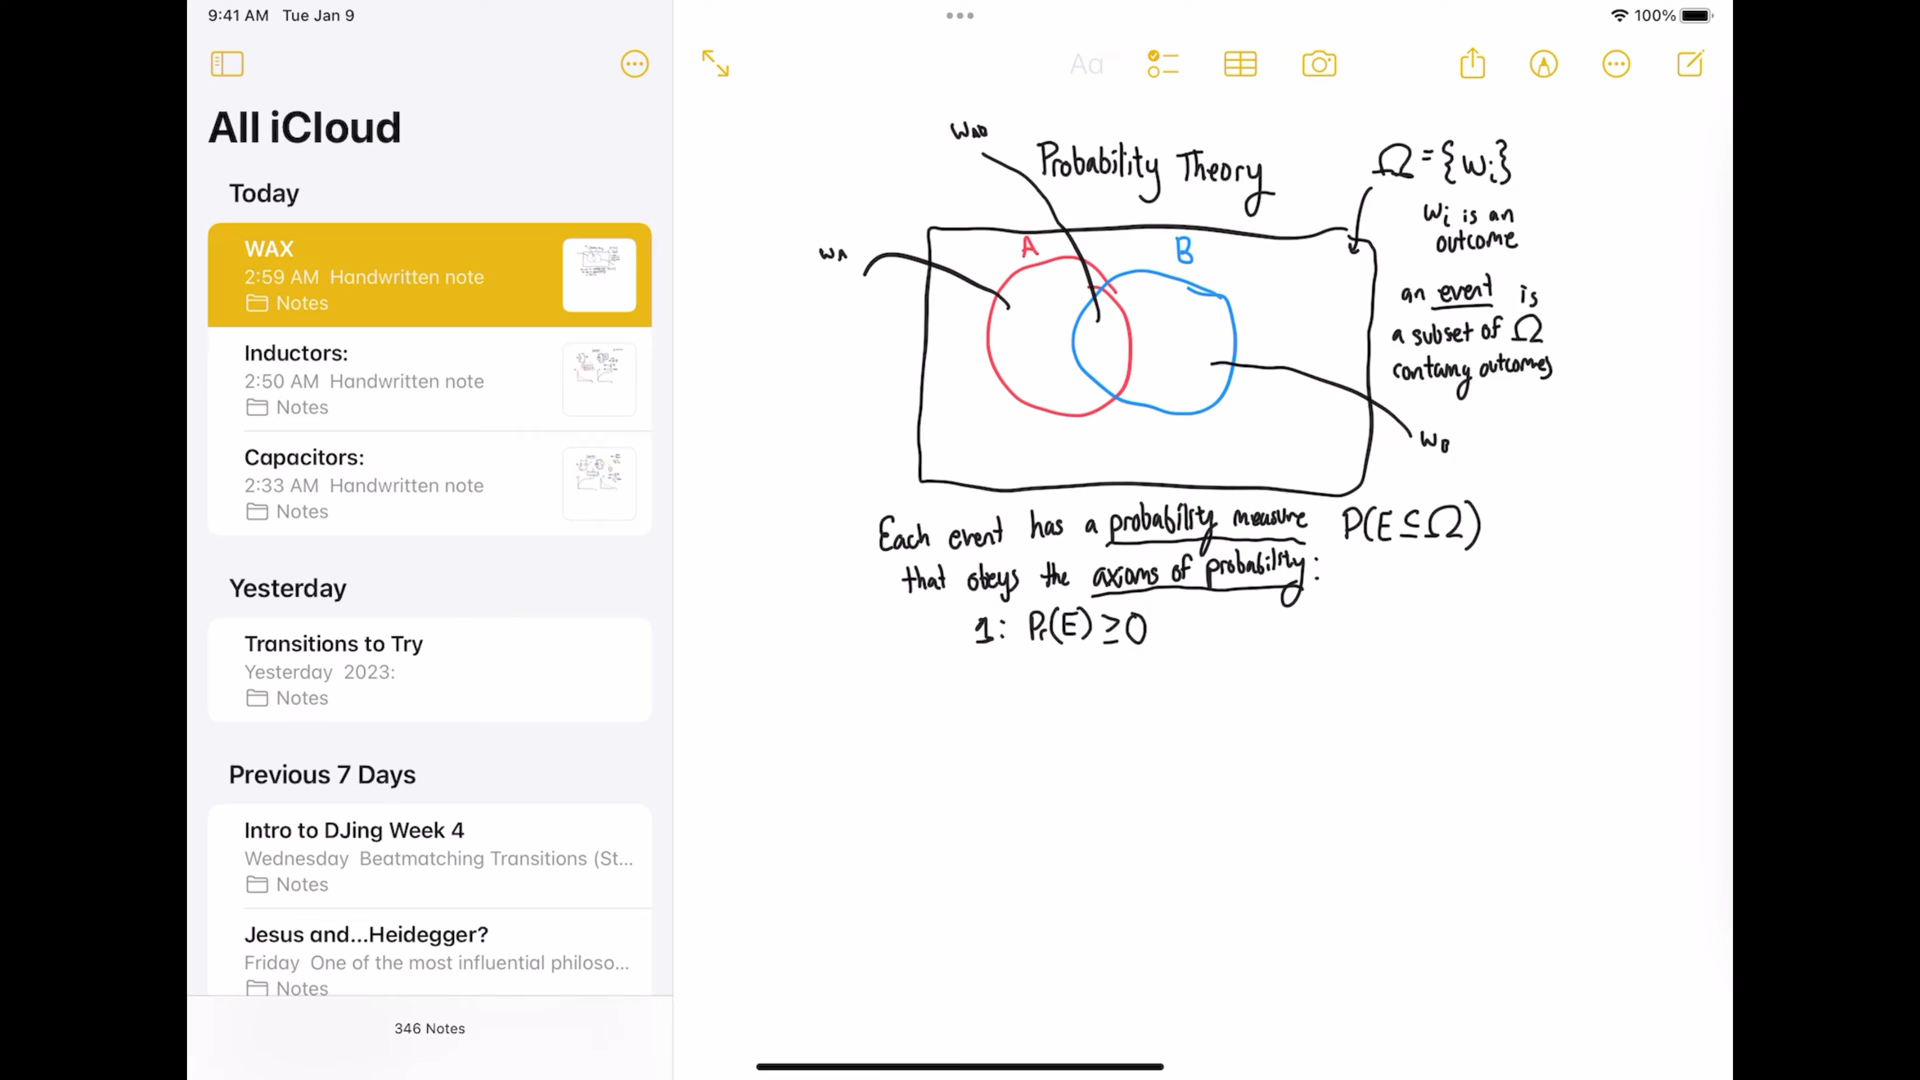 9:41 AM Tue Jan 9
100%
All iCloud
Today
WAX
2:59 AM Handwritten note
Notes
Inductors:
2:50 AM Handwritten note
Notes
Capacitors:
2:33 AM Handwritten note
Notes
Yesterday
Transitions to Try
Yesterday 2023:
Notes
Previous 7 Days
Intro to DJing Week 4
Wednesday Beatmatching Transitions (St...
Notes
Jesus and...Heidegger?
Friday One of the most influential philoso...
Notes
346 Notes
Aa
Probability Theory
Ω = {wi}
wi is an
outcome
an event is
a subset of Ω
outcomes
wAB
wA
A
B
wB
Each event has a probability measure P(E ⊆ Ω)
that obeys the axioms of probability:
1: Pr(E) ≥ 0